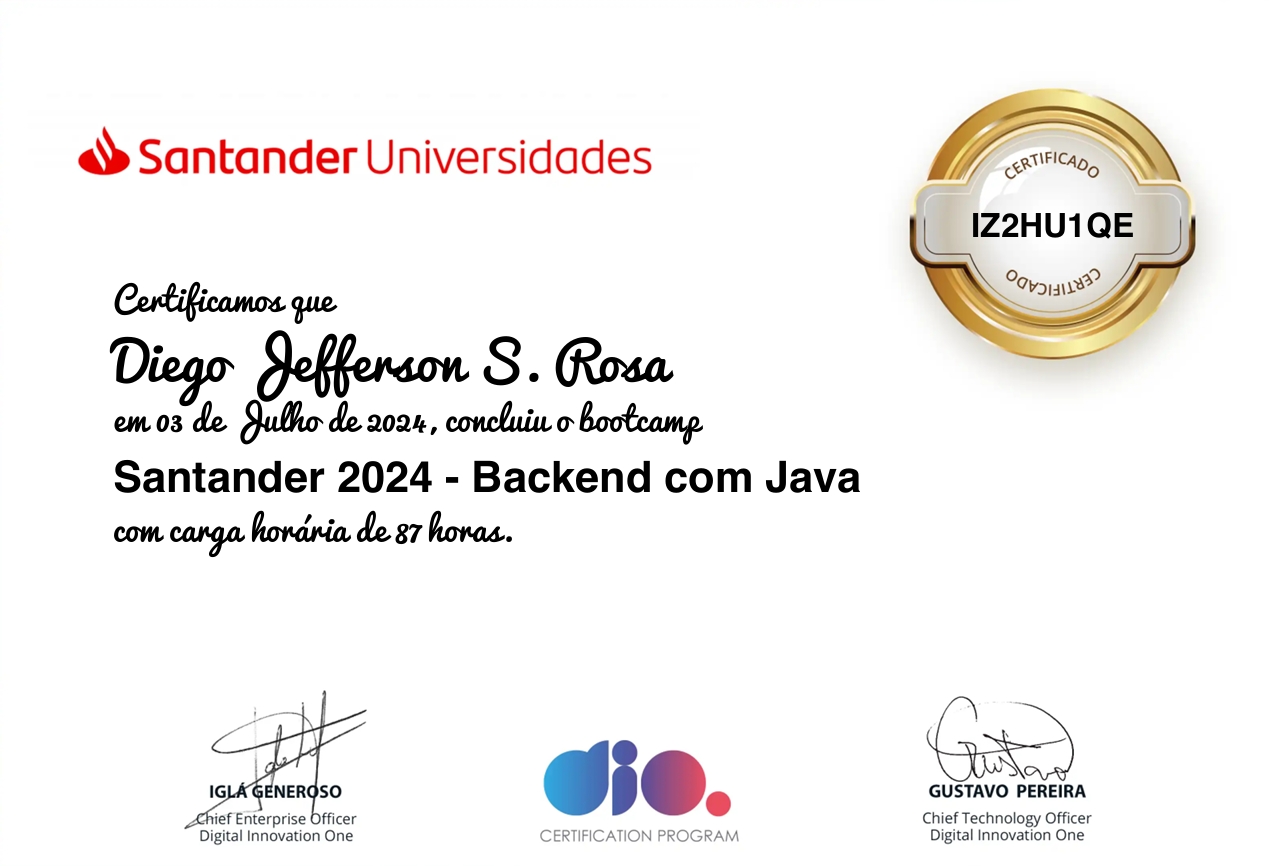 Santander Universidades
CERTIFICADO
IZ2HU1QE
CERTIFICADO
Certificamos que
Diego Jefferson S. Rosa
em 03 de Julho de 2024, concluiu o bootcamp
Santander 2024 - Backend com Java
com carga horária de 87 horas.
IGLÁ GENEROSO
Chief Enterprise Officer
Digital Innovation One
dio.
CERTIFICATION PROGRAM
Gustavo
GUSTAVO PEREIRA
Chief Technology Officer
Digital Innovation One